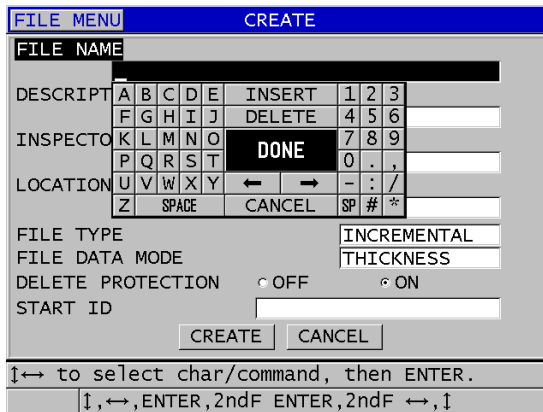 FILE MENU CREATE
FILE NAME
DESCRIPT
INSPECTO
LOCATION
A B C D E INSERT 1 2 3
F G H I J DELETE 4 5 6
K L M N O DONE 7 8 9
P Q R S T 0 . ,
U V W X Y ← → - : /
Z SPACE CANCEL SP # *
FILE TYPE INCREMENTAL
FILE DATA MODE THICKNESS
DELETE PROTECTION OFF ON
START ID
CREATE CANCEL
↕↔ to select char/command, then ENTER.
↕,↔,ENTER,2ndF ENTER,2ndF ↔,↕